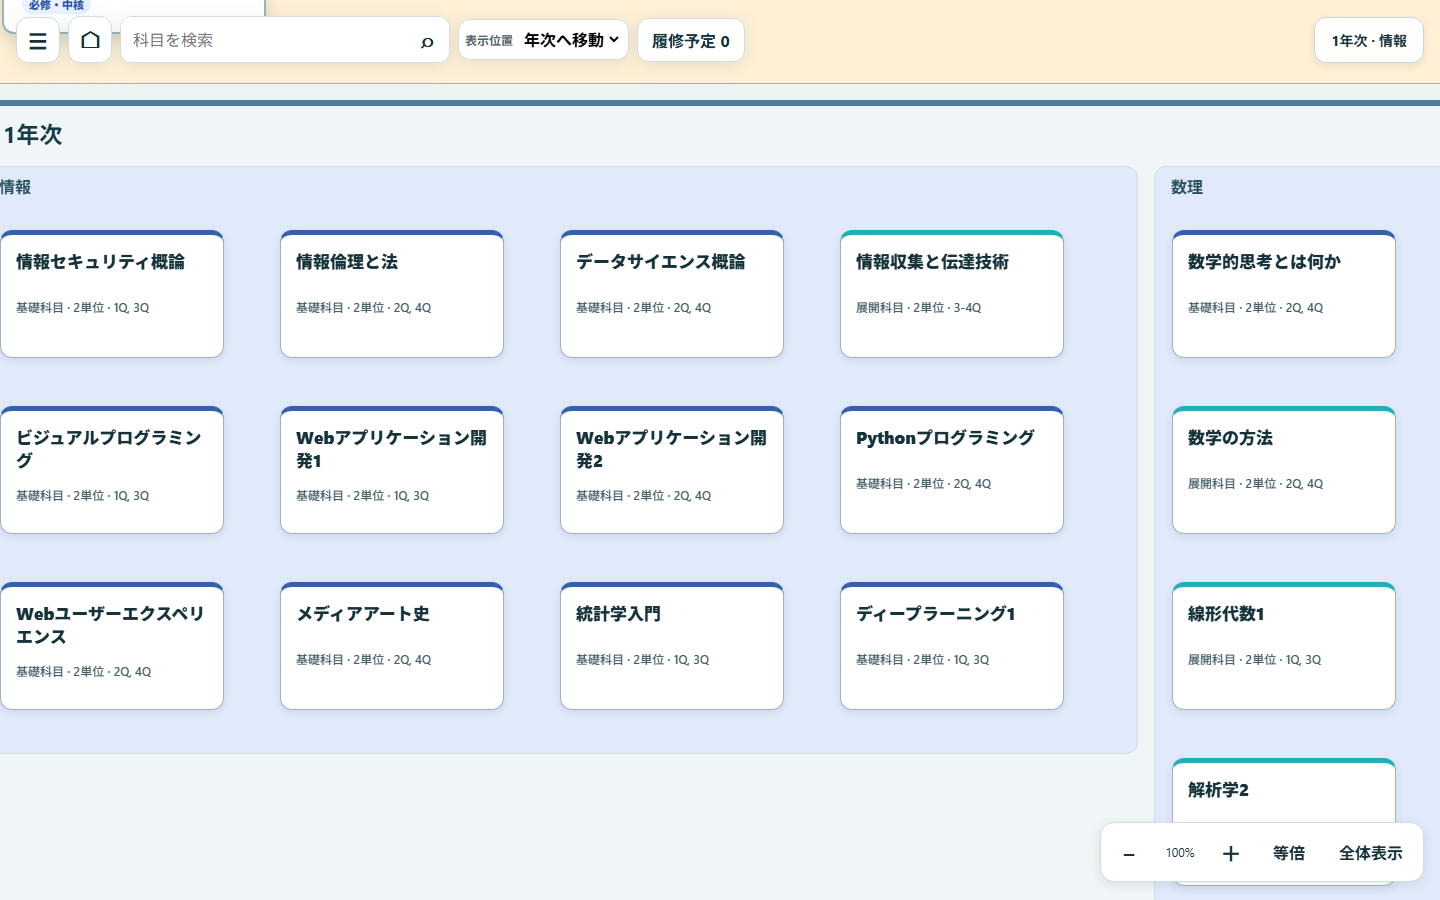 必修・中核
科目を検索
表示位置 年次へ移動
履修予定 0
1年次 · 情報
1年次
情報
数理
情報セキュリティ概論
基礎科目 · 2単位 · 1Q, 3Q
情報倫理と法
基礎科目 · 2単位 · 2Q, 4Q
データサイエンス概論
基礎科目 · 2単位 · 2Q, 4Q
情報収集と伝達技術
展開科目 · 2単位 · 3-4Q
数学的思考とは何か
基礎科目 · 2単位 · 2Q, 4Q
ビジュアルプログラミン
グ
基礎科目 · 2単位 · 1Q, 3Q
Webアプリケーション開
発1
基礎科目 · 2単位 · 1Q, 3Q
Webアプリケーション開
発2
基礎科目 · 2単位 · 2Q, 4Q
Pythonプログラミング
基礎科目 · 2単位 · 2Q, 4Q
数学の方法
展開科目 · 2単位 · 2Q, 4Q
Webユーザーエクスペリ
エンス
基礎科目 · 2単位 · 2Q, 4Q
メディアアート史
基礎科目 · 2単位 · 2Q, 4Q
統計学入門
基礎科目 · 2単位 · 1Q, 3Q
ディープラーニング1
基礎科目 · 2単位 · 1Q, 3Q
線形代数1
展開科目 · 2単位 · 1Q, 3Q
解析学2
− 100% + 等倍 全体表示